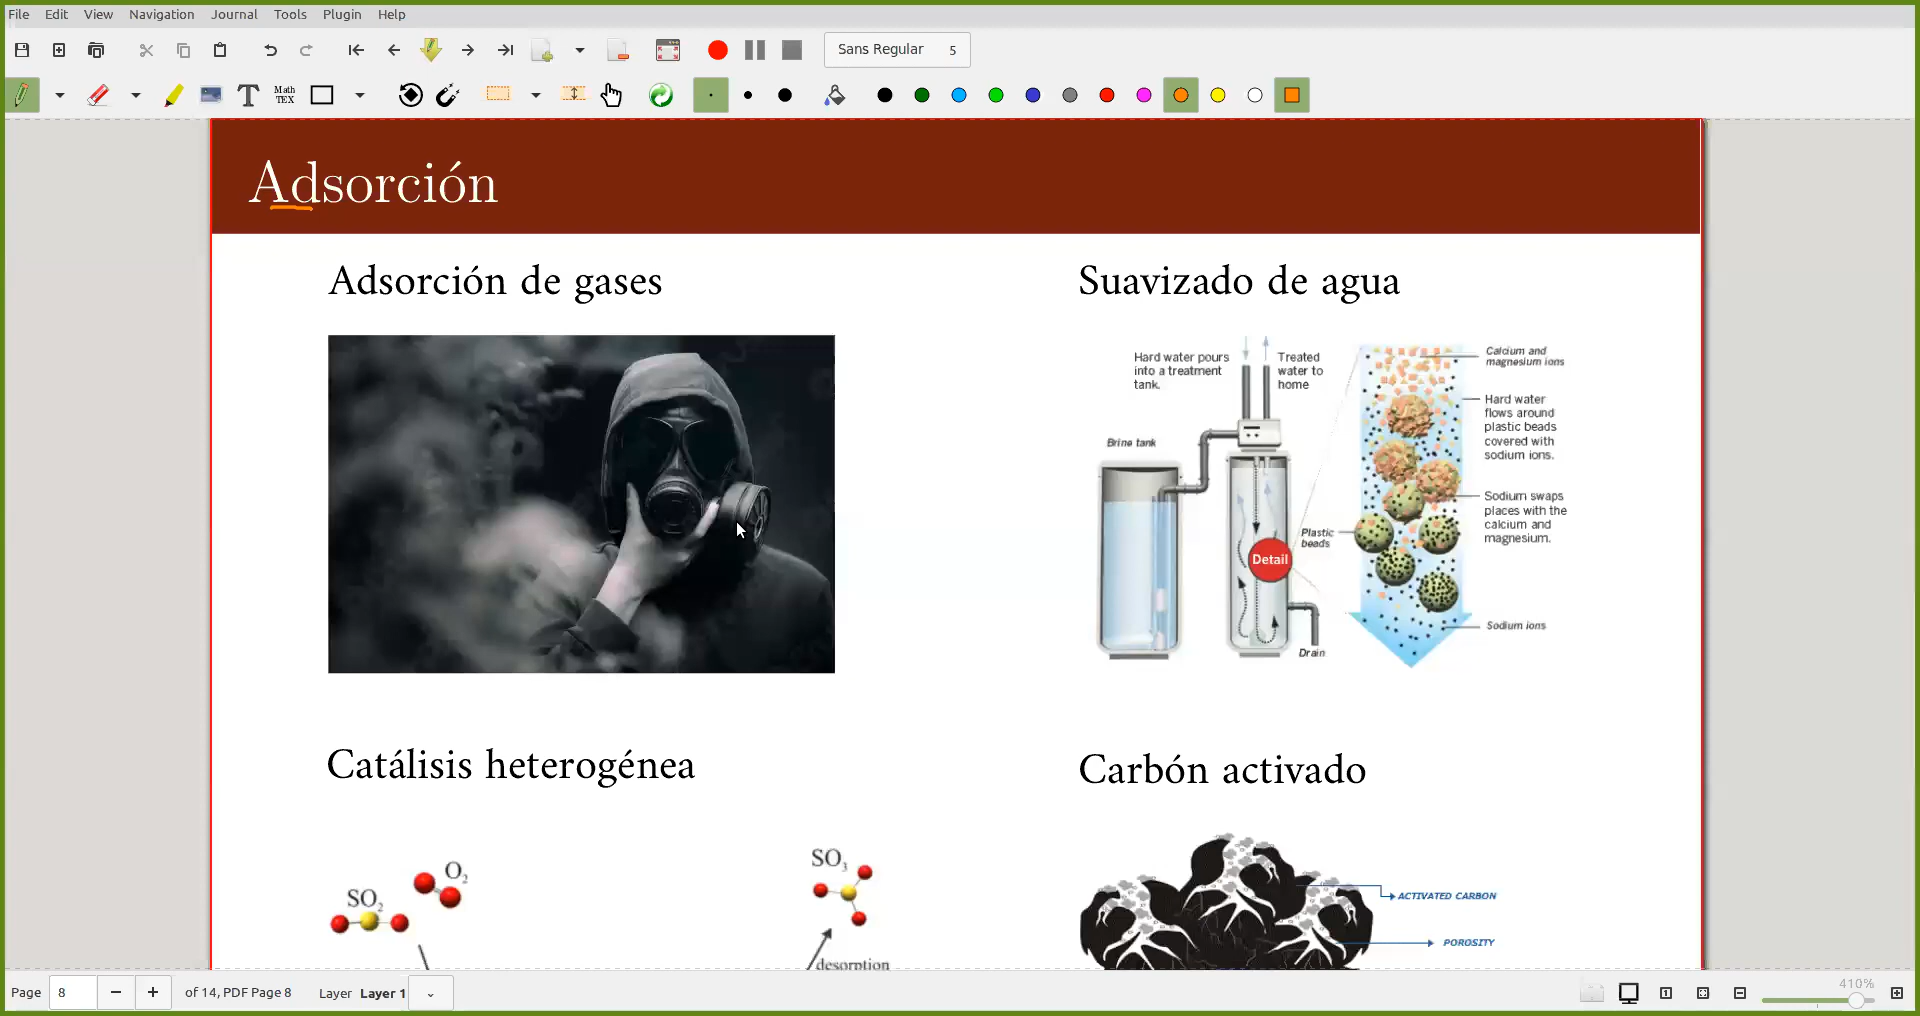 File Edit View Navigation Journal Tools Plugin Help
Sans Regular 5
T Math TEX
Adsorción
Adsorción de gases
Suavizado de agua
Hard water pours
into a treatment
tank.
Treated
water to
home
Brine tank
Plastic
beads
Detail
Drain
Calcium and
magnesium ions
Hard water
flows around
plastic beads
covered with
sodium ions.
Sodium swaps
places with the
calcium and
magnesium.
Sodium ions
Catálisis heterogénea
Carbón activado
SO2
O2
SO3
desorption
ACTIVATED CARBON
POROSITY
410%
Page 8 of 14, PDF Page 8 Layer Layer 1